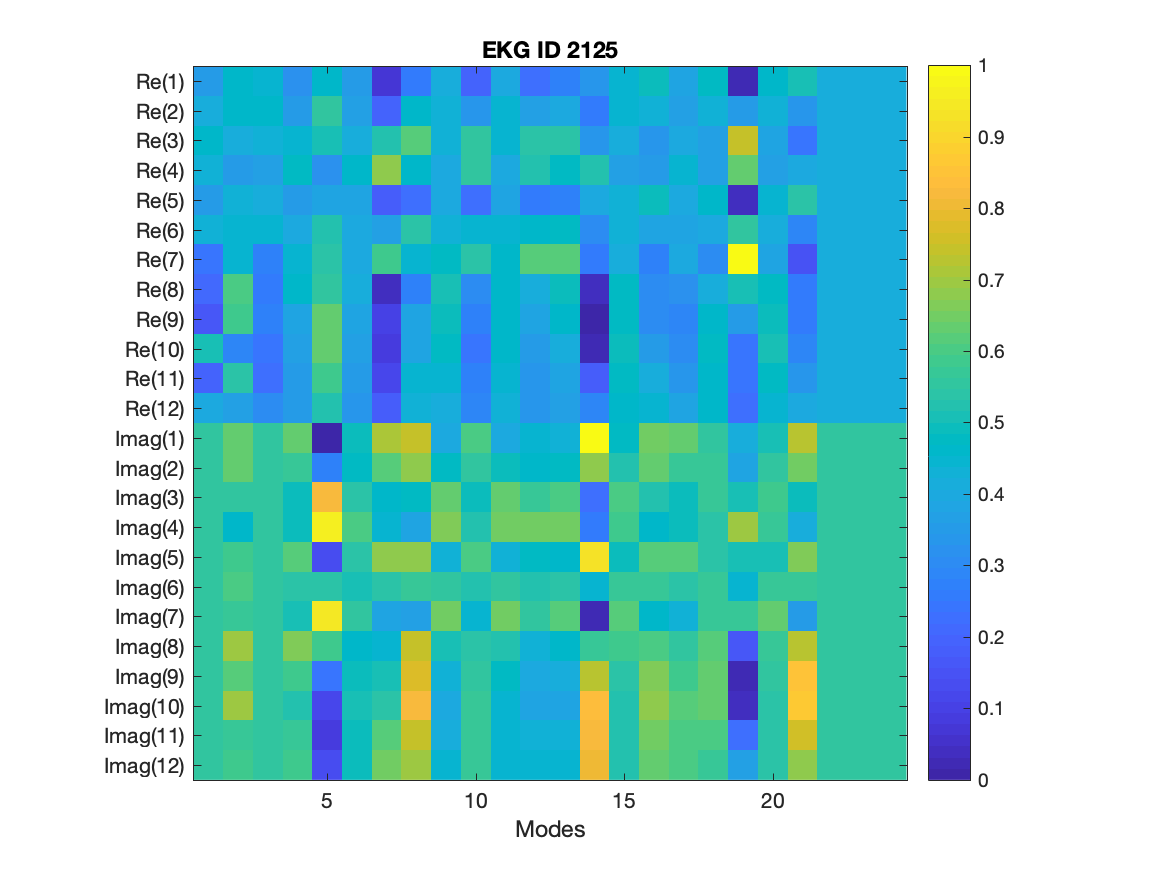 EKG ID 2125
Re(1)
Re(2)
Re(3)
Re(4)
Re(5)
Re(6)
Re(7)
Re(8)
Re(9)
Re(10)
Re(11)
Re(12)
Imag(1)
Imag(2)
Imag(3)
Imag(4)
Imag(5)
Imag(6)
Imag(7)
Imag(8)
Imag(9)
Imag(10)
Imag(11)
Imag(12)
5 10 15 20
Modes
1
0.9
0.8
0.7
0.6
0.5
0.4
0.3
0.2
0.1
0